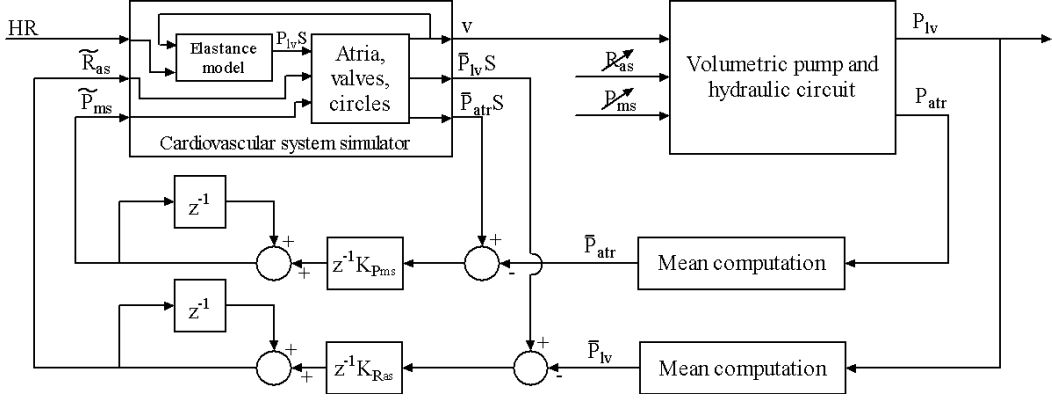 HR
R̃as
P̃ms
Elastance
model
PlvS
Atria,
valves,
circles
Cardiovascular system simulator
v
P̄lvS
P̄atrS
Ras
Pms
Volumetric pump and
hydraulic circuit
Plv
Patr
z⁻¹
+
+
z⁻¹KPms
+
-
P̄atr
Mean computation
z⁻¹
+
+
z⁻¹KRas
+
-
P̄lv
Mean computation